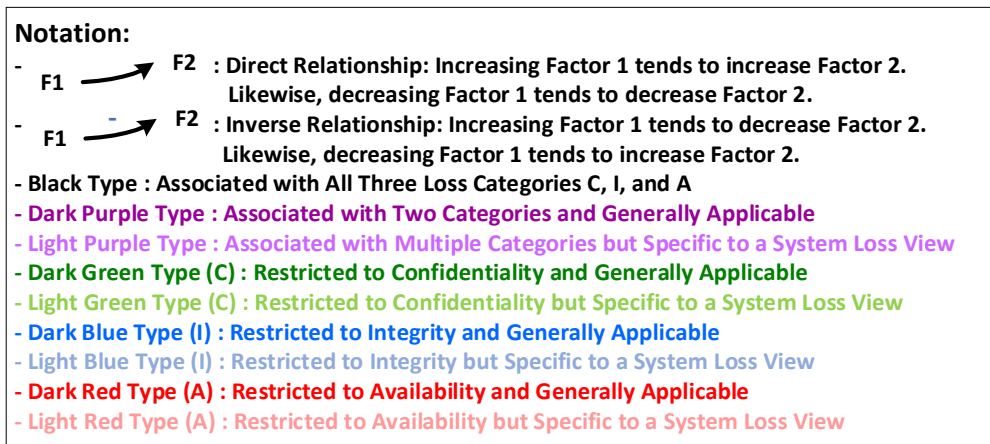 Notation:
- F1 F2 : Direct Relationship: Increasing Factor 1 tends to increase Factor 2.
Likewise, decreasing Factor 1 tends to decrease Factor 2.
- F1 - F2 : Inverse Relationship: Increasing Factor 1 tends to decrease Factor 2.
Likewise, decreasing Factor 1 tends to increase Factor 2.
- Black Type : Associated with All Three Loss Categories C, I, and A
- Dark Purple Type : Associated with Two Categories and Generally Applicable
- Light Purple Type : Associated with Multiple Categories but Specific to a System Loss View
- Dark Green Type (C) : Restricted to Confidentiality and Generally Applicable
- Light Green Type (C) : Restricted to Confidentiality but Specific to a System Loss View
- Dark Blue Type (I) : Restricted to Integrity and Generally Applicable
- Light Blue Type (I) : Restricted to Integrity but Specific to a System Loss View
- Dark Red Type (A) : Restricted to Availability and Generally Applicable
- Light Red Type (A) : Restricted to Availability but Specific to a System Loss View